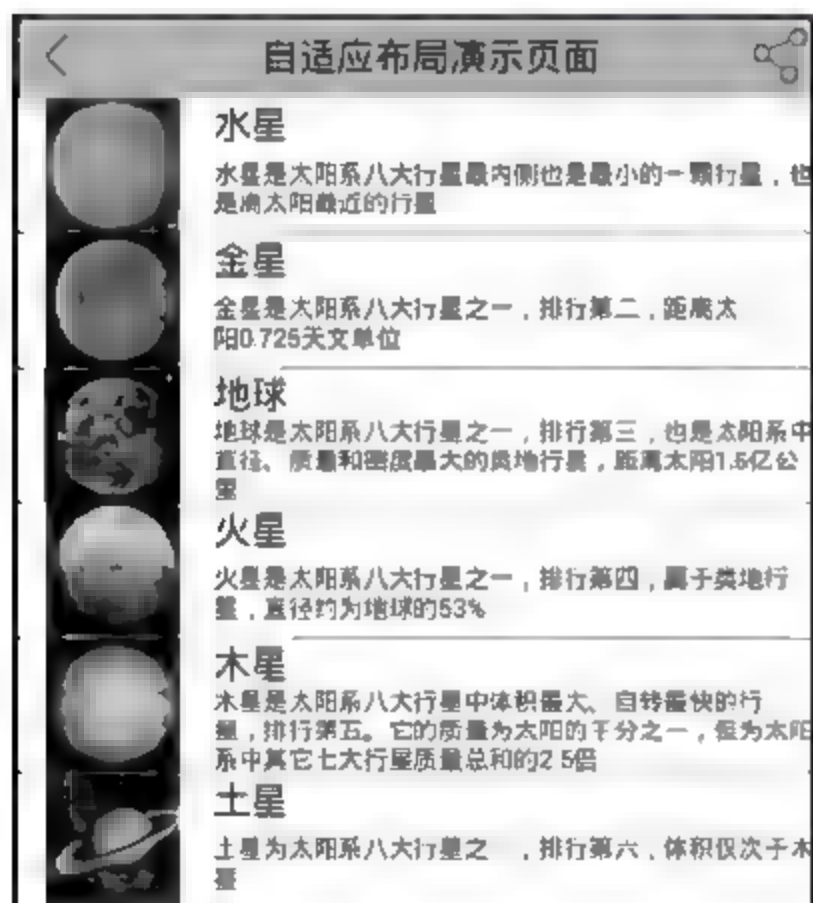 自适应布局演示页面
水星
水星是太阳系八大行星最内侧也是最小的一颗行星，也
是离太阳最近的行星
金星
金星是太阳系八大行星之一，排行第二，距离太
阳0.725天文单位
地球
地球是太阳系八大行星之一，排行第三，也是太阳系中
直径、质量和密度最大的类地行星，距离太阳1.5亿公
里
火星
火星是太阳系八大行星之一，排行第四，属于类地行
星，直径约为地球的53%
木星
木星是太阳系八大行星中体积最大、自转最快的行
星，排行第五。它的质量为太阳的千分之一，但为太阳
系中其它七大行星质量总和的2.5倍
土星
土星为太阳系八大行星之一，排行第六，体积仅次于木
星